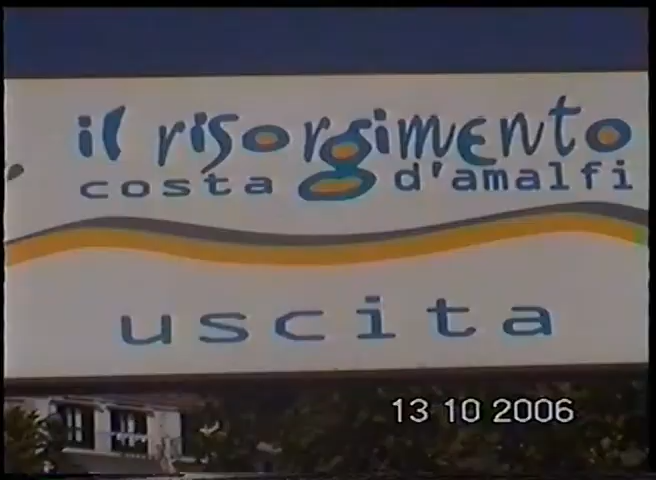 il risorgimento
costa d'amalfi
uscita
13 10 2006